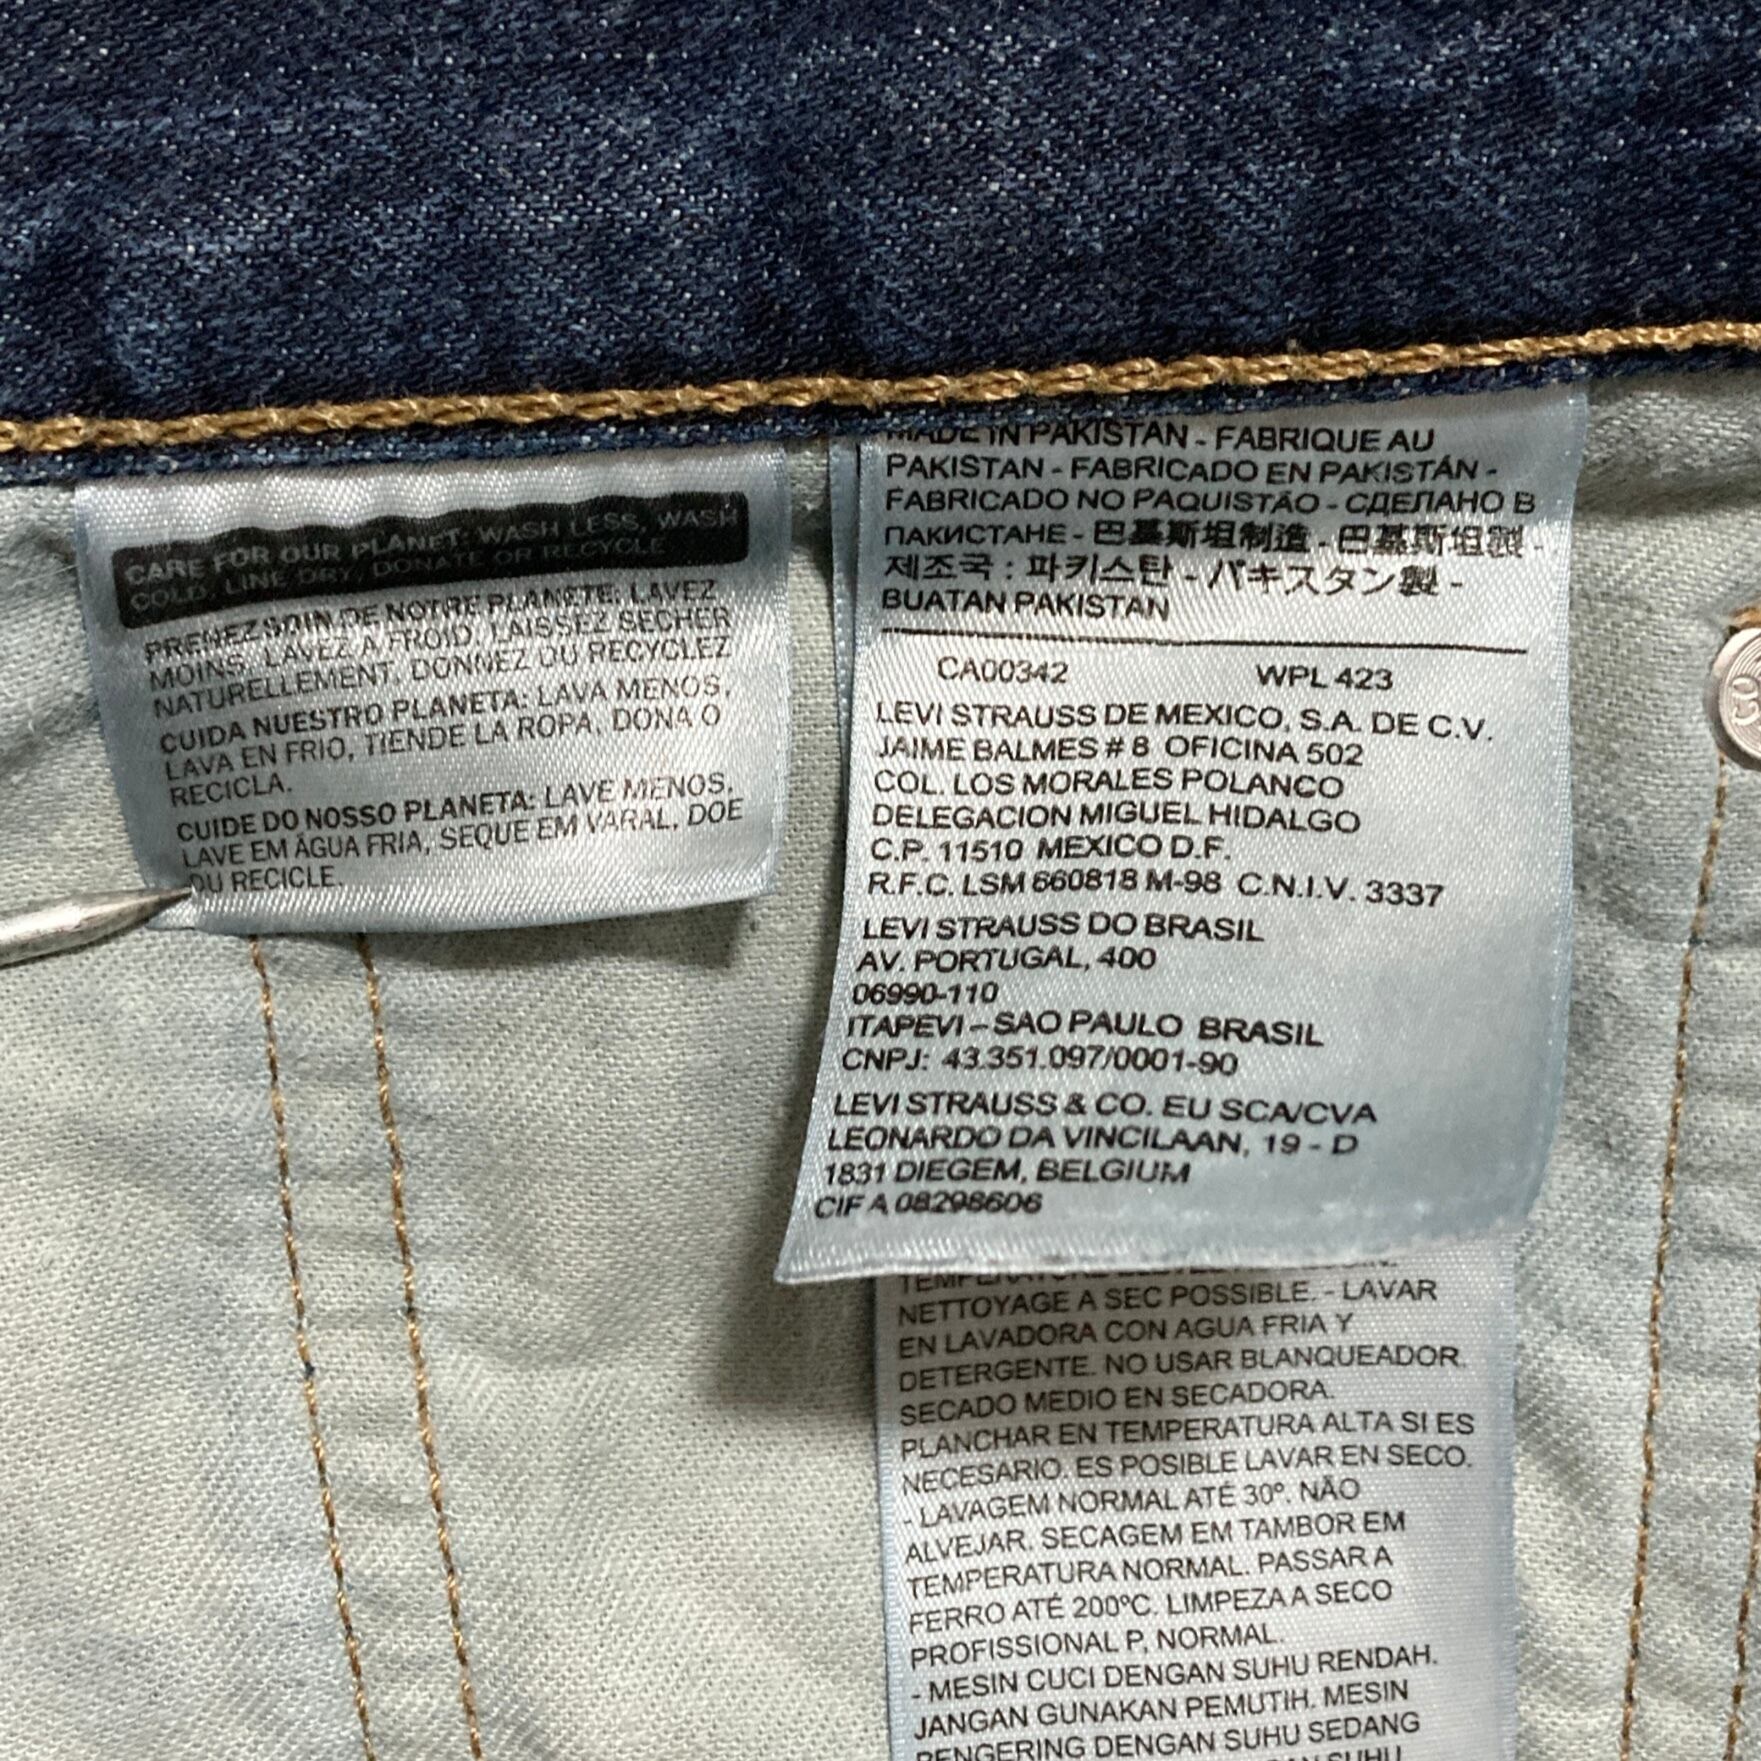 CARE FOR OUR PLANET: WASH LESS, WASH
COLD, LINE DRY, DONATE OR RECYCLE
PRENEZ SOIN DE NOTRE PLANETE: LAVEZ
MOINS, LAVEZ A FROID, LAISSEZ SECHER
NATURELLEMENT, DONNEZ OU RECYCLEZ
CUIDA NUESTRO PLANETA: LAVA MENOS,
LAVA EN FRIO, TIENDE LA ROPA, DONA O
RECICLA.
CUIDE DO NOSSO PLANETA: LAVE MENOS,
LAVE EM ÁGUA FRIA, SEQUE EM VARAL, DOE
OU RECICLE.
MADE IN PAKISTAN - FABRIQUE AU
PAKISTAN - FABRICADO EN PAKISTÁN -
FABRICADO NO PAQUISTÃO - СДЕЛАНО В
ПАКИСТАНЕ - 巴基斯坦制造 - 巴基斯坦製 -
제조국 : 파키스탄 - パキスタン製 -
BUATAN PAKISTAN
CA00342 WPL 423
LEVI STRAUSS DE MEXICO, S.A. DE C.V.
JAIME BALMES # 8 OFICINA 502
COL. LOS MORALES POLANCO
DELEGACION MIGUEL HIDALGO
C.P. 11510 MEXICO D.F.
R.F.C. LSM 660818 M-98 C.N.I.V. 3337
LEVI STRAUSS DO BRASIL
AV. PORTUGAL, 400
06990-110
ITAPEVI – SAO PAULO BRASIL
CNPJ: 43.351.097/0001-90
LEVI STRAUSS & CO. EU SCA/CVA
LEONARDO DA VINCILAAN, 19 - D
1831 DIEGEM, BELGIUM
CIF A 08298606
NETTOYAGE A SEC POSSIBLE. - LAVAR
EN LAVADORA CON AGUA FRIA Y
DETERGENTE. NO USAR BLANQUEADOR.
SECADO MEDIO EN SECADORA.
PLANCHAR EN TEMPERATURA ALTA SI ES
NECESARIO. ES POSIBLE LAVAR EN SECO.
- LAVAGEM NORMAL ATÉ 30º. NÃO
ALVEJAR. SECAGEM EM TAMBOR EM
TEMPERATURA NORMAL. PASSAR A
FERRO ATÉ 200ºC. LIMPEZA A SECO
PROFISSIONAL P, NORMAL.
- MESIN CUCI DENGAN SUHU RENDAH.
JANGAN GUNAKAN PEMUTIH. MESIN
PENGERING DENGAN SUHU SEDANG
SUHU